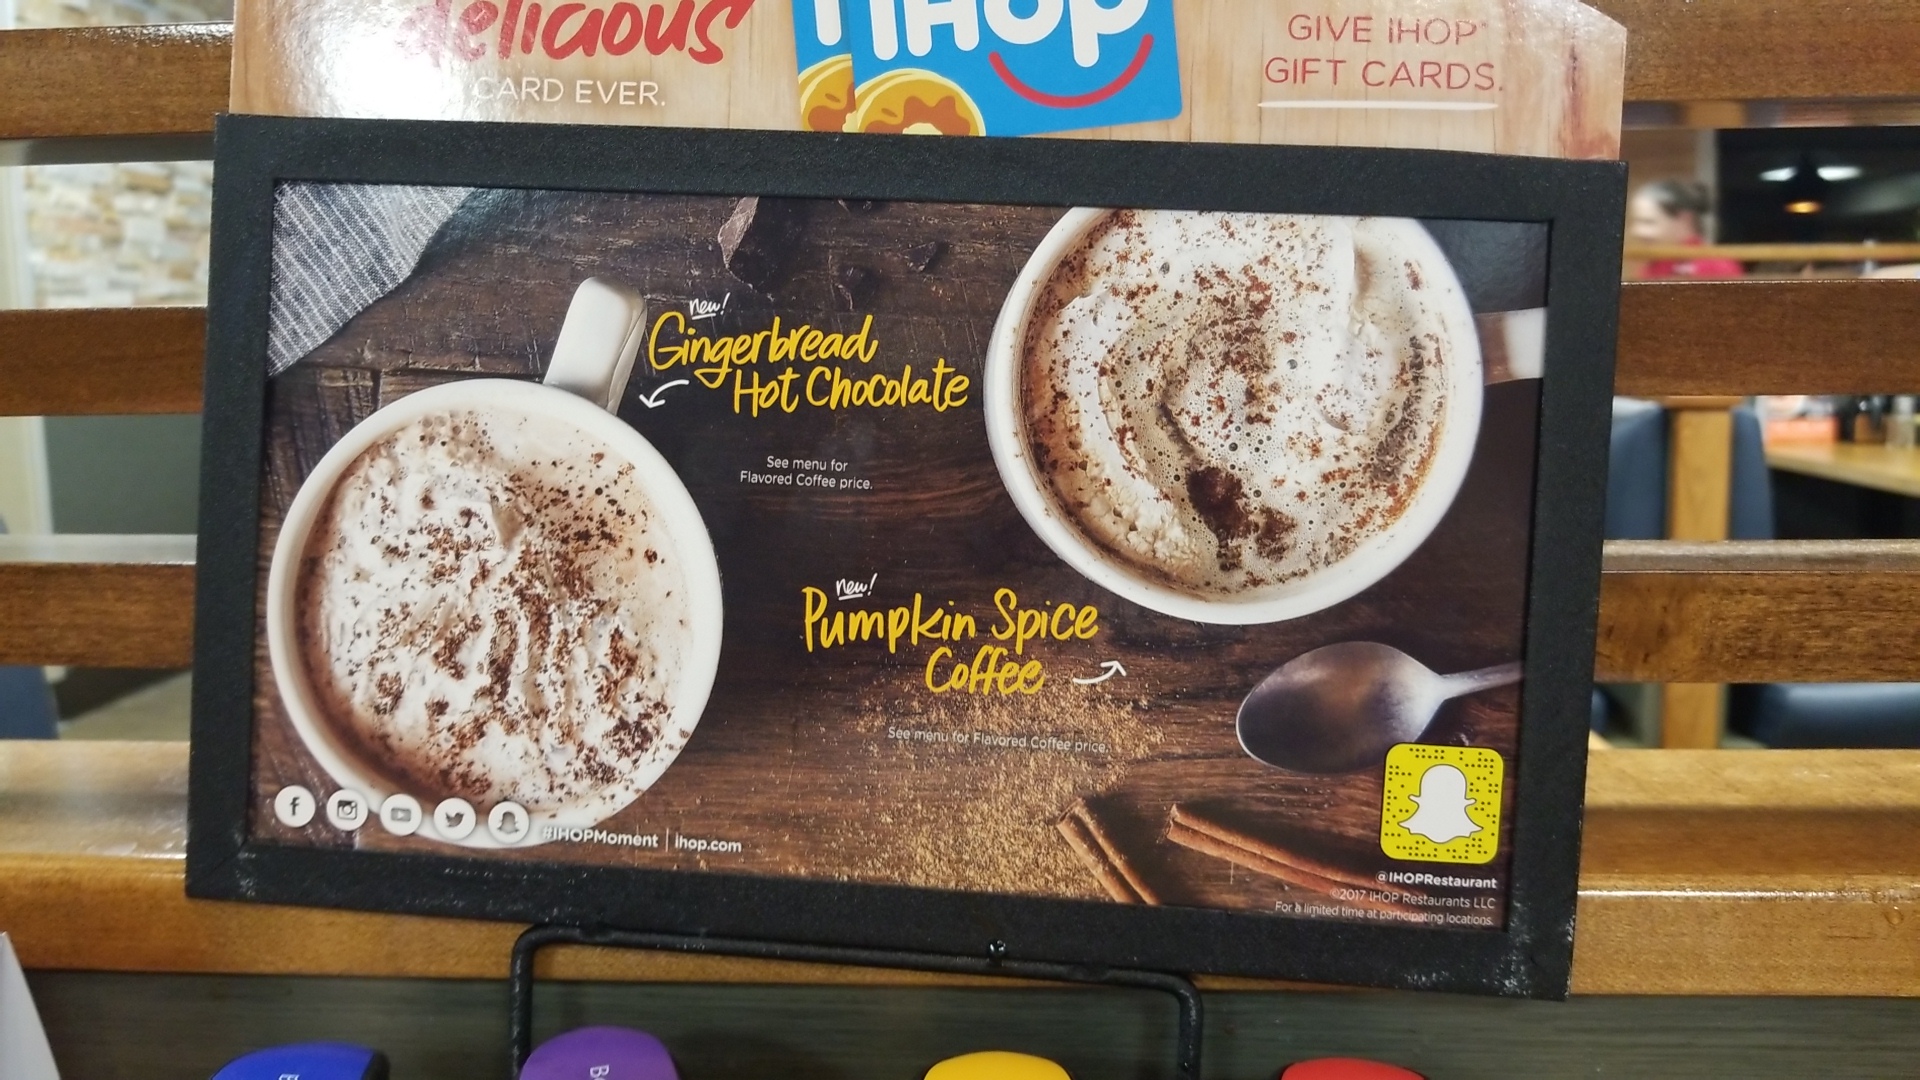 delicious
CARD EVER.
IHOP
GIVE IHOP®
GIFT CARDS.
new!
Gingerbread
Hot Chocolate
See menu for
Flavored Coffee price.
new!
Pumpkin Spice
Coffee
See menu for Flavored Coffee price.
#IHOPMoment | ihop.com
@IHOPRestaurant
©2017 IHOP Restaurants LLC
For a limited time at participating locations.